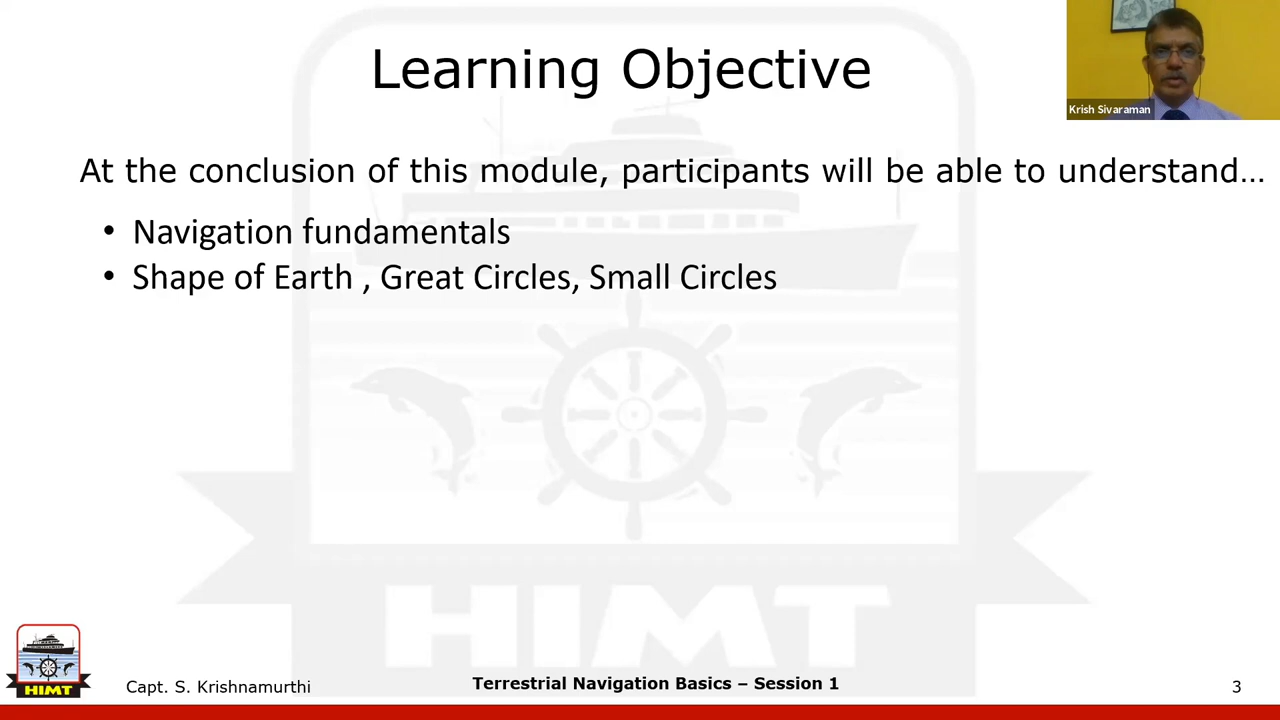 Learning Objective
Krish Sivaraman
At the conclusion of this module, participants will be able to understand…
• Navigation fundamentals
• Shape of Earth , Great Circles, Small Circles
HIMT
HIMT
Capt. S. Krishnamurthi
Terrestrial Navigation Basics – Session 1
3